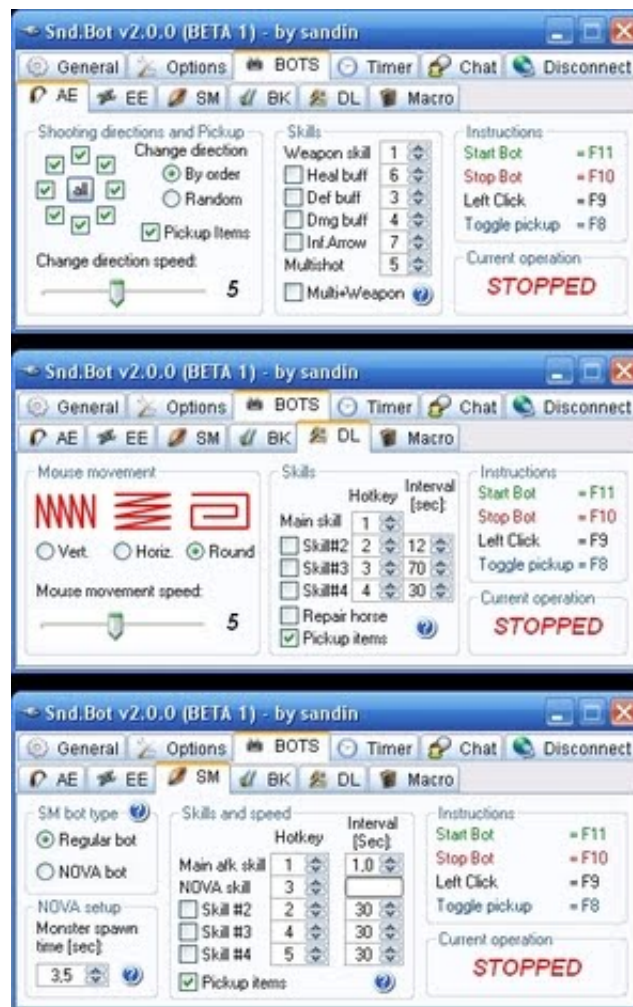 Snd.Bot v2.0.0 (BETA 1) - by sandin
General Options BOTS Timer Chat Disconnect
AE EE SM BK DL Macro
Shooting directions and Pickup
all
Change direction
By order
Random
Pickup Items
Change direction speed:
5
Skills
Weapon skill 1
Heal buff 6
Def buff 3
Dmg buff 4
Inf.Arrow 7
Multishot 5
Multi+Weapon
Instructions
Start Bot = F11
Stop Bot = F10
Left Click = F9
Toggle pickup = F8
Current operation
STOPPED
Snd.Bot v2.0.0 (BETA 1) - by sandin
General Options BOTS Timer Chat Disconnect
AE EE SM BK DL Macro
Mouse movement
Vert. Horiz. Round
Mouse movement speed:
5
Skills
Hotkey Interval [sec]:
Main skill 1
Skill#2 2 12
Skill#3 3 70
Skill#4 4 30
Repair horse
Pickup items
Instructions
Start Bot = F11
Stop Bot = F10
Left Click = F9
Toggle pickup = F8
Current operation
STOPPED
Snd.Bot v2.0.0 (BETA 1) - by sandin
General Options BOTS Timer Chat Disconnect
AE EE SM BK DL Macro
SM bot type
Regular bot
NOVA bot
NOVA setup
Monster spawn
time [sec]:
3,5
Skills and speed
Hotkey Interval [Sec]:
Main afk skill 1 1,0
NOVA skill 3
Skill #2 2 30
Skill #3 4 30
Skill #4 5 30
Pickup items
Instructions
Start Bot = F11
Stop Bot = F10
Left Click = F9
Toggle pickup = F8
Current operation
STOPPED